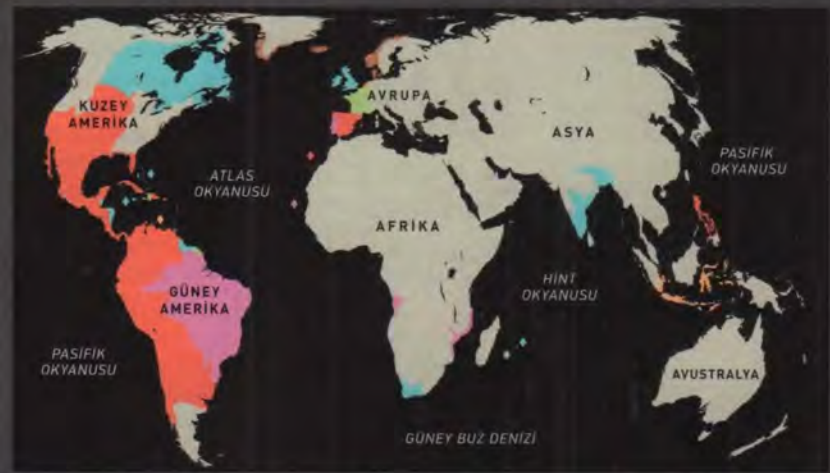 KUZEY
AMERİKA
AVRUPA
ASYA
PASİFİK
OKYANUSU
ATLAS
OKYANUSU
AFRİKA
HİNT
OKYANUSU
GÜNEY
AMERİKA
PASİFİK
OKYANUSU
AVUSTRALYA
GÜNEY BUZ DENİZİ